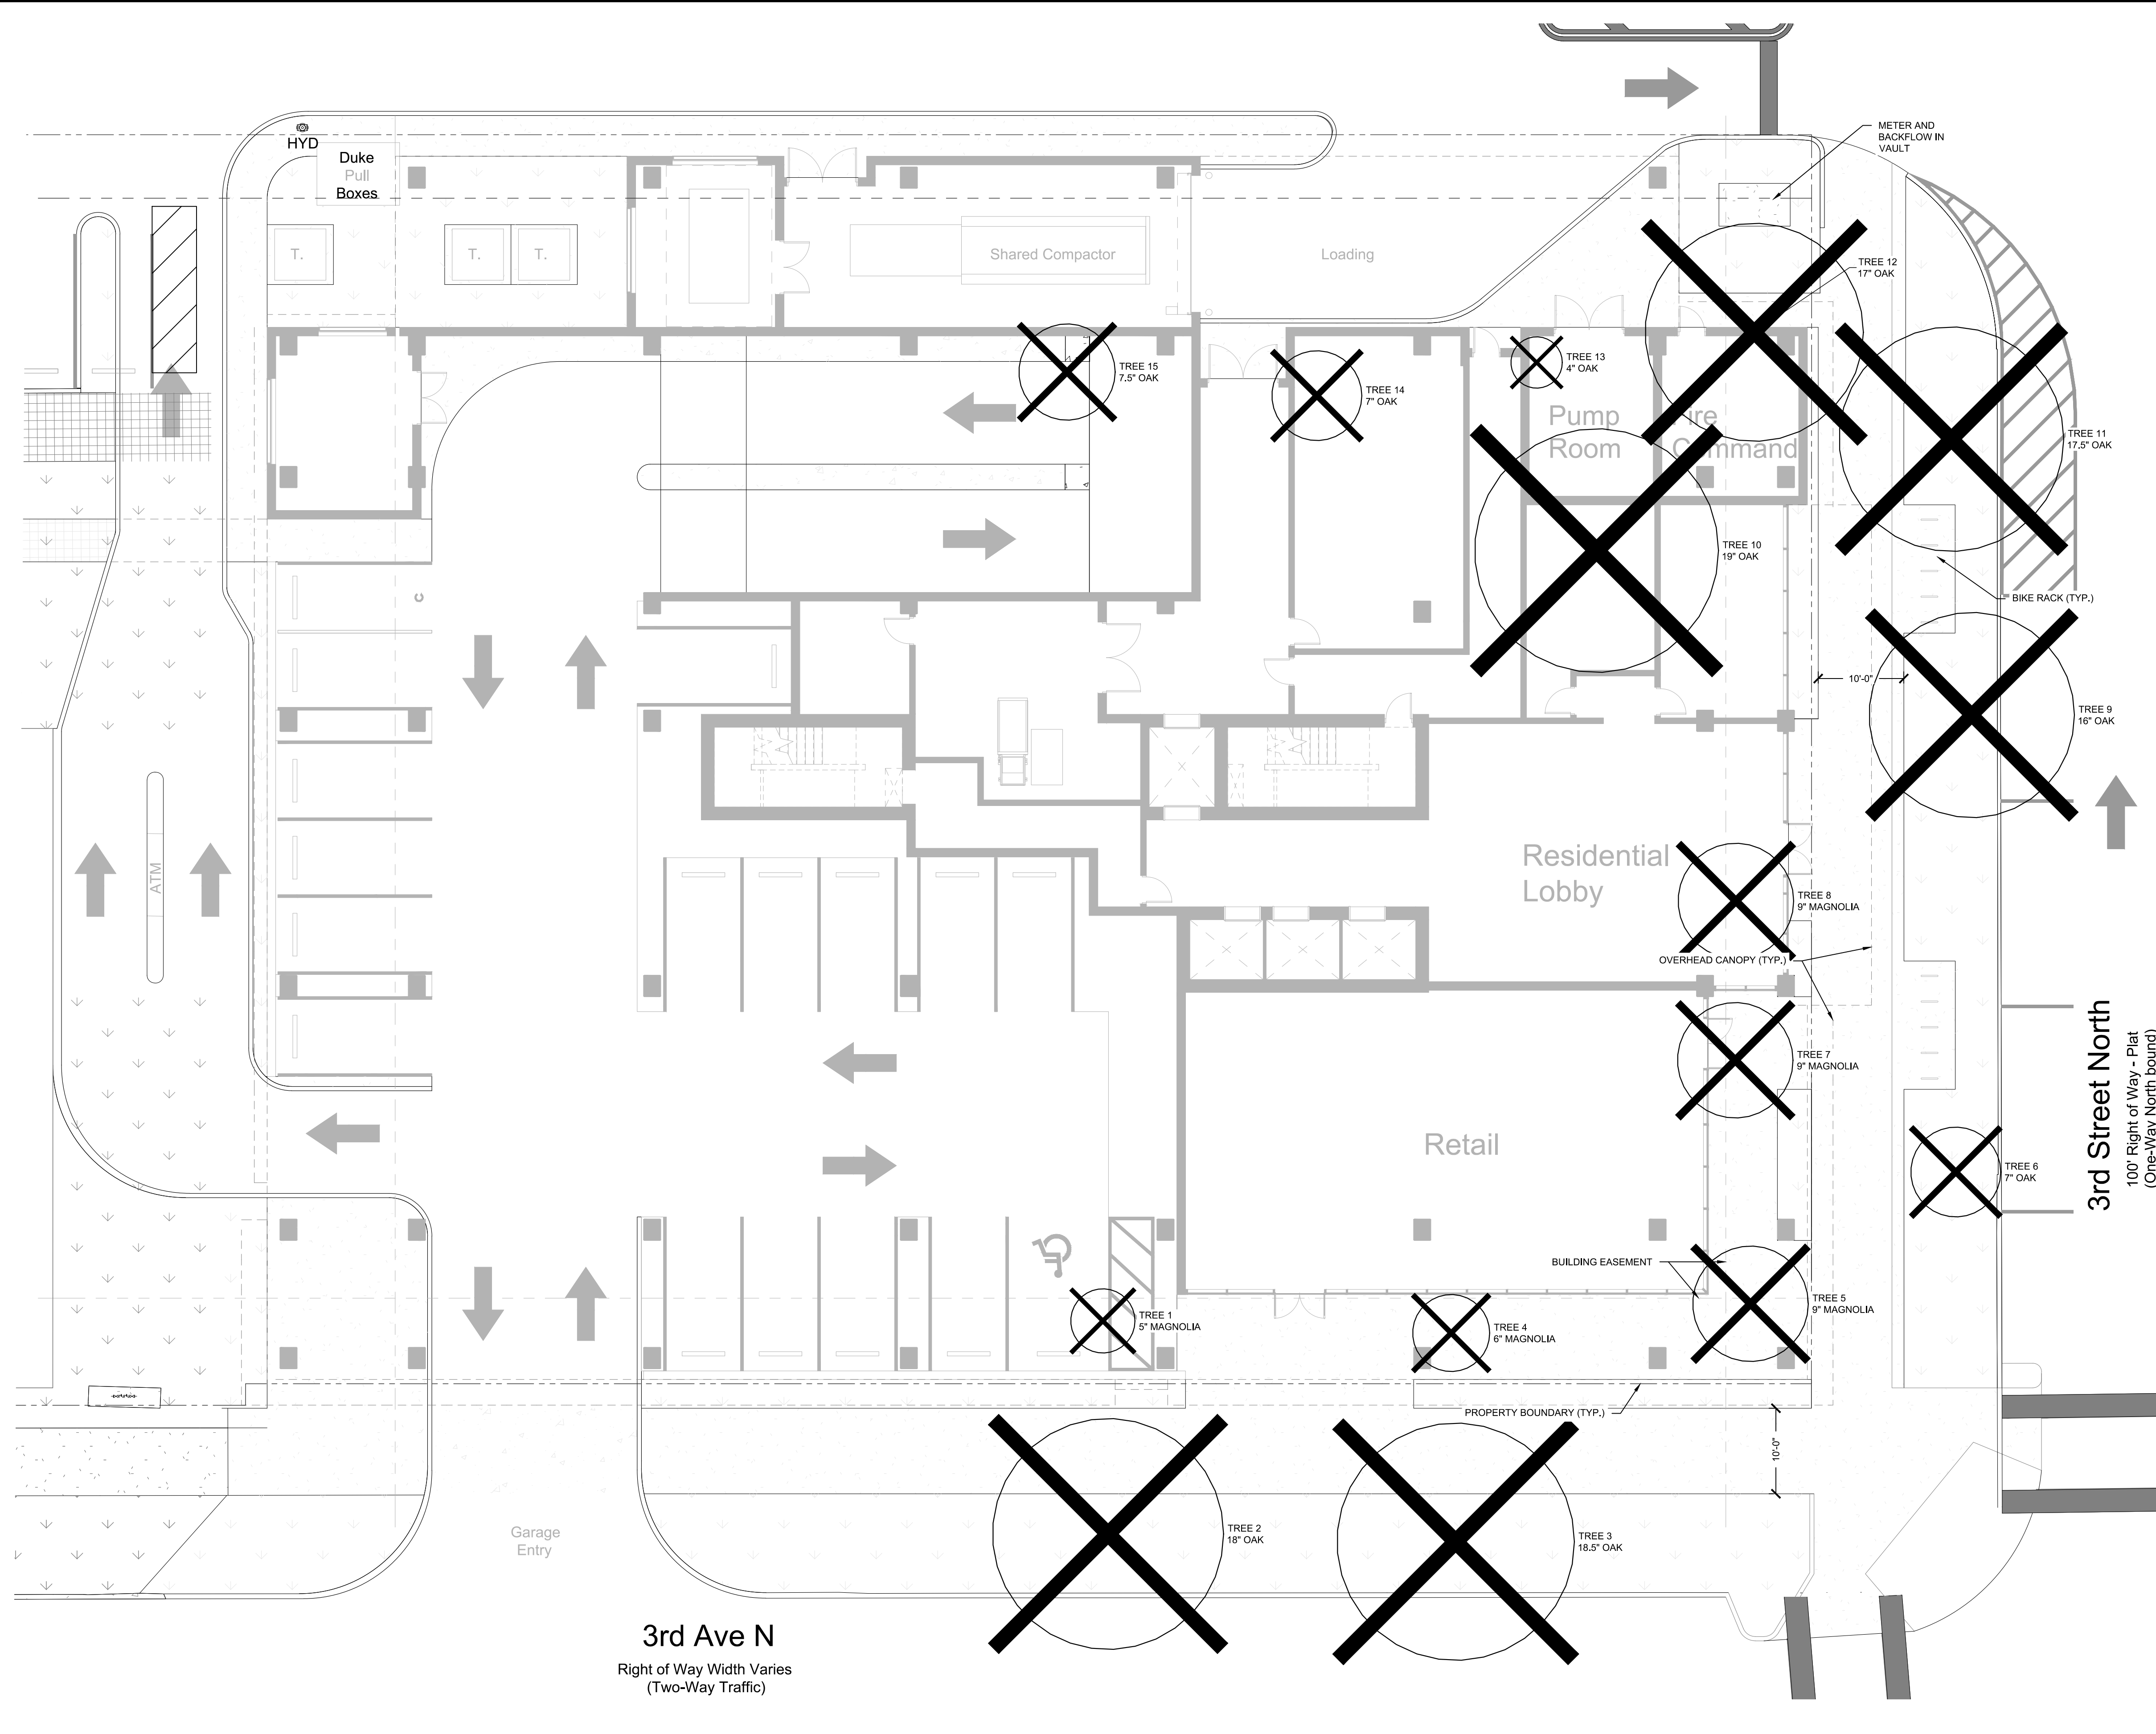 METER AND
BACKFLOW IN
VAULT
HYD
Duke
Pull
Boxes
T.
T.
T.
Shared Compactor
Loading
TREE 12
17" OAK
TREE 15
7.5" OAK
TREE 14
7" OAK
TREE 13
4" OAK
Pump
Room
Fire
Command
TREE 11
17.5" OAK
TREE 10
19" OAK
C
BIKE RACK (TYP.)
10'-0"
TREE 9
16" OAK
ATM
Residential
Lobby
TREE 8
9" MAGNOLIA
OVERHEAD CANOPY (TYP.)
TREE 7
9" MAGNOLIA
3rd Street North
100' Right of Way - Plat
(One-Way North bound)
Retail
TREE 6
7" OAK
BUILDING EASEMENT
TREE 5
9" MAGNOLIA
TREE 1
5" MAGNOLIA
TREE 4
6" MAGNOLIA
PROPERTY BOUNDARY (TYP.)
10'-0"
Garage
Entry
TREE 2
18" OAK
TREE 3
18.5" OAK
3rd Ave N
Right of Way Width Varies
(Two-Way Traffic)